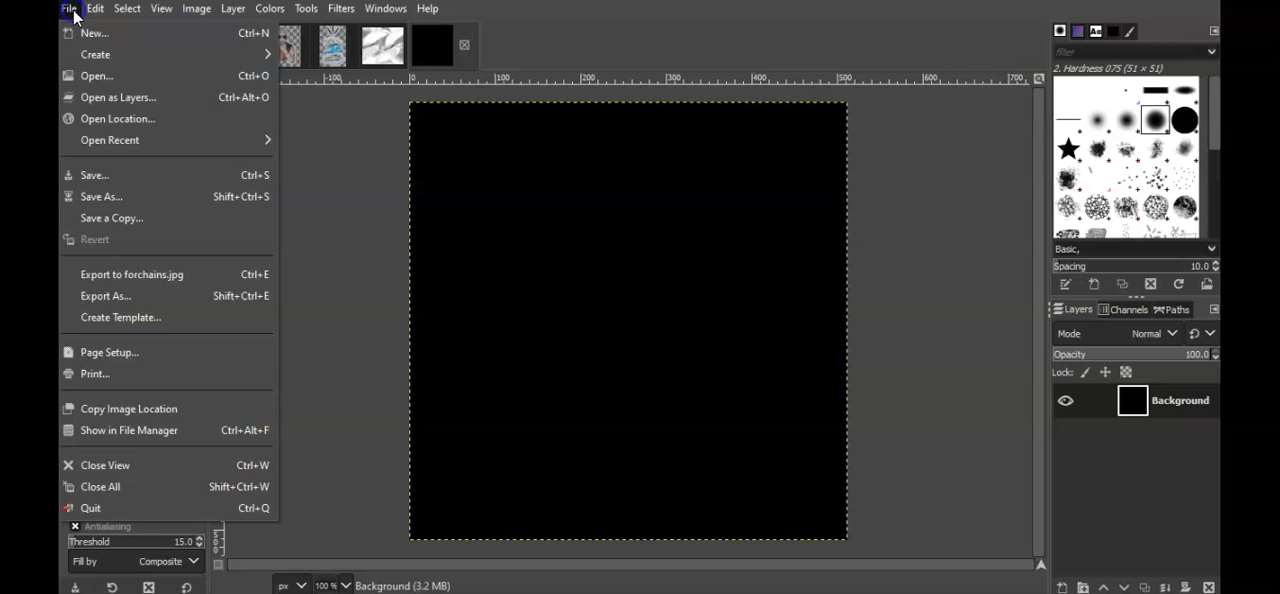 File Edit Select View Image Layer Colors Tools Filters Windows Help
New... Ctrl+N
Create
Open... Ctrl+O
Open as Layers... Ctrl+Alt+O
Open Location...
Open Recent
Save... Ctrl+S
Save As... Shift+Ctrl+S
Save a Copy...
Revert
Export to forchains.jpg Ctrl+E
Export As... Shift+Ctrl+E
Create Template...
Page Setup...
Print...
Copy Image Location
Show in File Manager Ctrl+Alt+F
Close View Ctrl+W
Close All Shift+Ctrl+W
Quit Ctrl+Q
Antialiasing
Threshold 15.0
Fill by Composite
-100 0 100 200 300 400 500 600 700
500
px 100 % Background (3.2 MB)
Aa
filter
2. Hardness 075 (51 × 51)
Basic,
Spacing 10.0
Layers Channels Paths
Mode Normal
Opacity 100.0
Lock:
Background